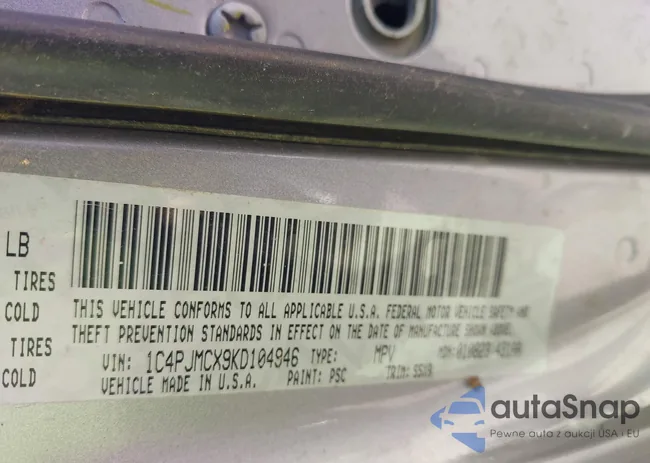 LB
TIRES
COLD
THIS VEHICLE CONFORMS TO ALL APPLICABLE U.S.A. FEDERAL MOTOR VEHICLE SAFETY AND
TIRES
THEFT PREVENTION STANDARDS IN EFFECT ON THE DATE OF MANUFACTURE SHOWN ABOVE.
COLD
VIN: 1C4PJMCX9KD104946 TYPE: MPV MDH:
VEHICLE MADE IN U.S.A. PAINT: PSC TRIM:
autaSnap
Pewne auta z aukcji USA i EU